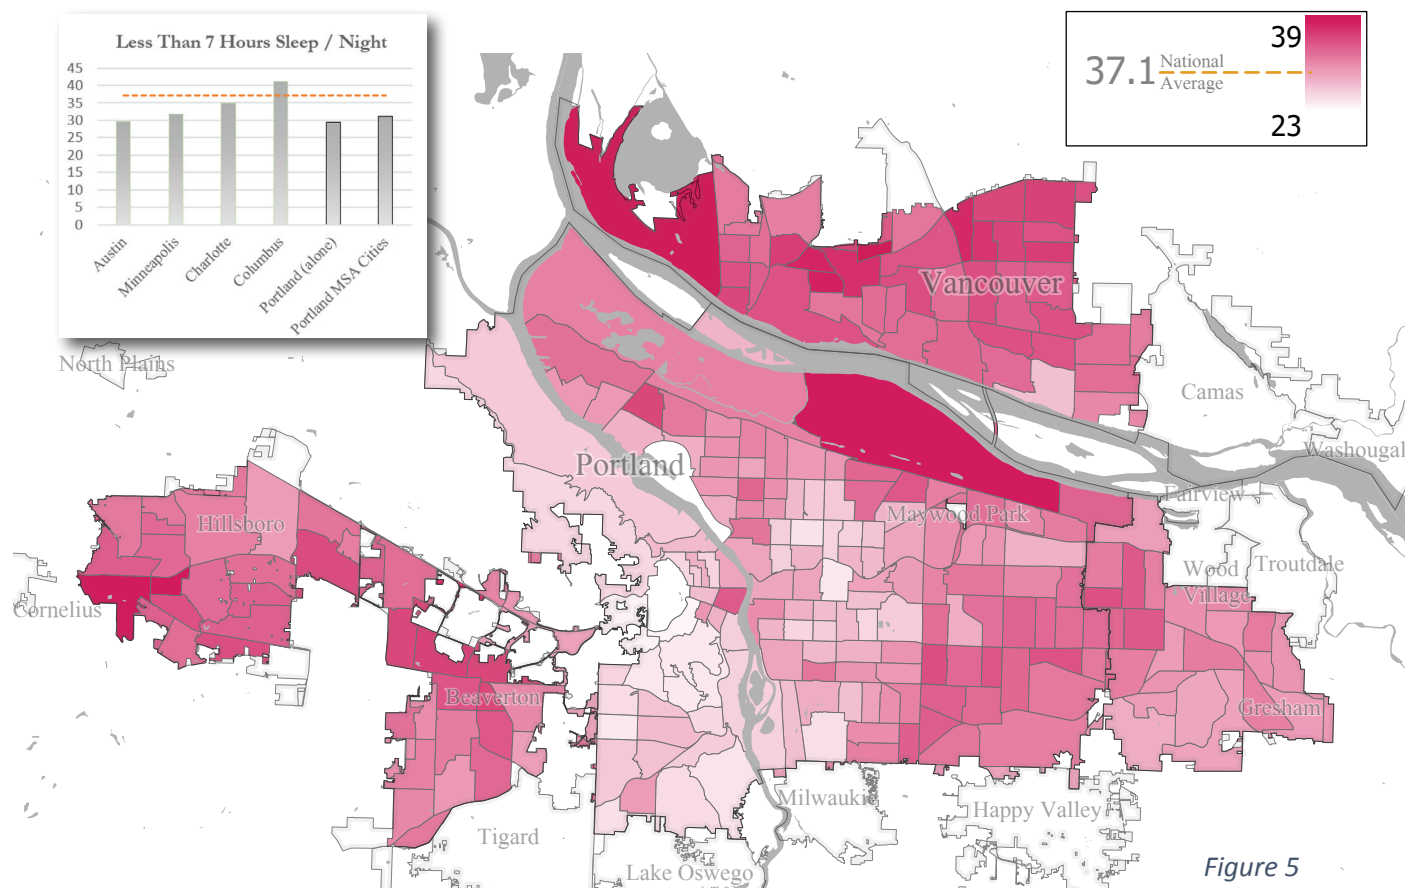 Less Than 7 Hours Sleep / Night
45
40
35
30
25
20
15
10
5
0
Austin
Minneapolis
Charlotte
Columbus
Portland (alone)
Portland MSA Cities
39
37.1
National
Average
23
Vancouver
North Plains
Camas
Washougal
Portland
Fairview
Maywood Park
Hillsboro
Wood
Village
Troutdale
Cornelius
Beaverton
Gresham
Milwaukie
Happy Valley
Tigard
Lake Oswego
Figure 5